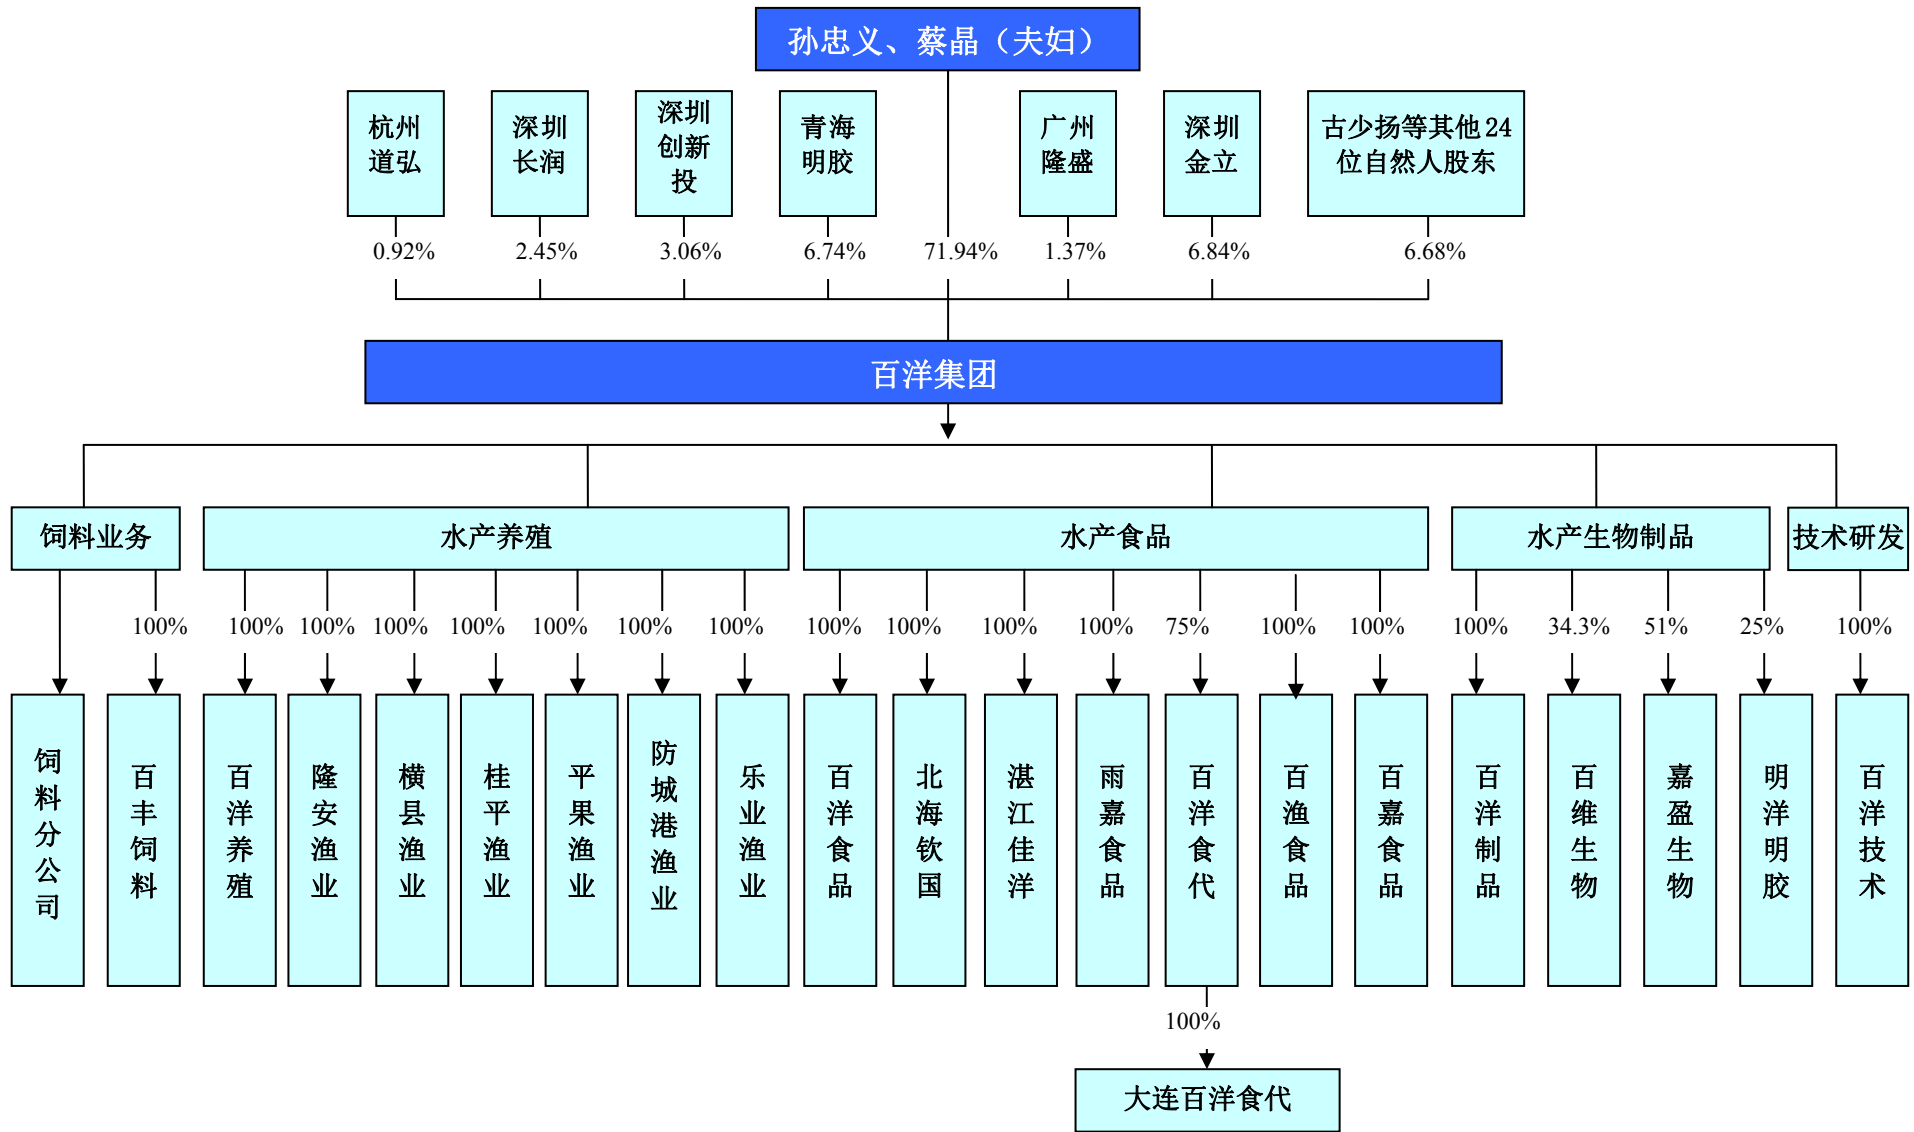 孙忠义、蔡晶（夫妇）
杭州
道弘
深圳
长润
深圳
创新
投
青海
明胶
广州
隆盛
深圳
金立
古少扬等其他24
位自然人股东
0.92%
2.45%
3.06%
6.74%
71.94%
1.37%
6.84%
6.68%
百洋集团
饲料业务
水产养殖
水产食品
水产生物制品
技术研发
100%
100%
100%
100%
100%
100%
100%
100%
100%
100%
100%
100%
75%
100%
100%
100%
34.3%
51%
25%
100%
饲料分公司
百丰饲料
百洋养殖
隆安渔业
横县渔业
桂平渔业
平果渔业
防城港渔业
乐业渔业
百洋食品
北海钦国
湛江佳洋
雨嘉食品
百洋食代
百渔食品
百嘉食品
百洋制品
百维生物
嘉盈生物
明洋明胶
百洋技术
100%
大连百洋食代